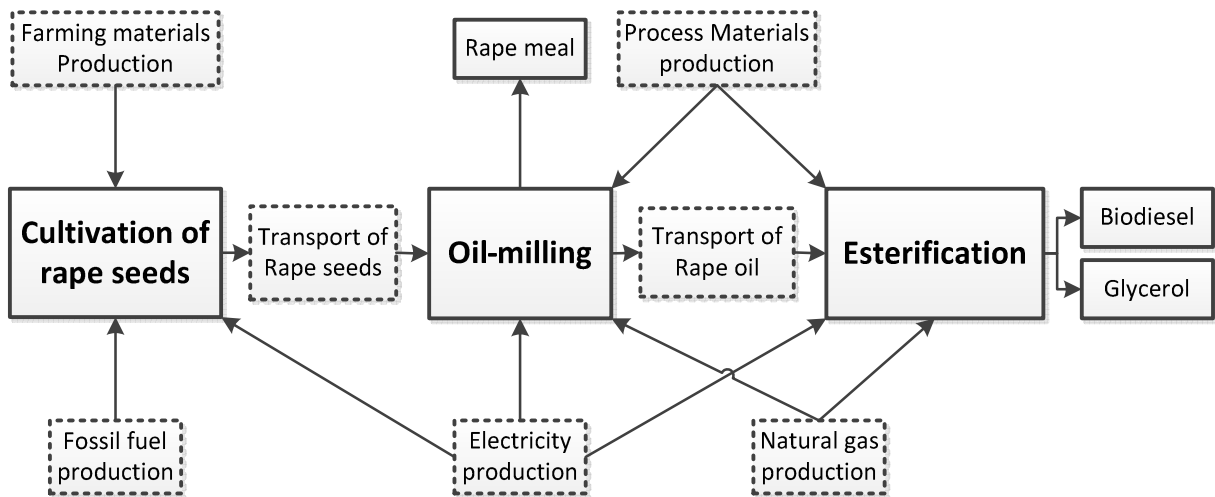 Farming materials
Production
Rape meal
Process Materials
production
Cultivation of
rape seeds
Transport of
Rape seeds
Oil-milling
Transport of
Rape oil
Esterification
Biodiesel
Glycerol
Fossil fuel
production
Electricity
production
Natural gas
production